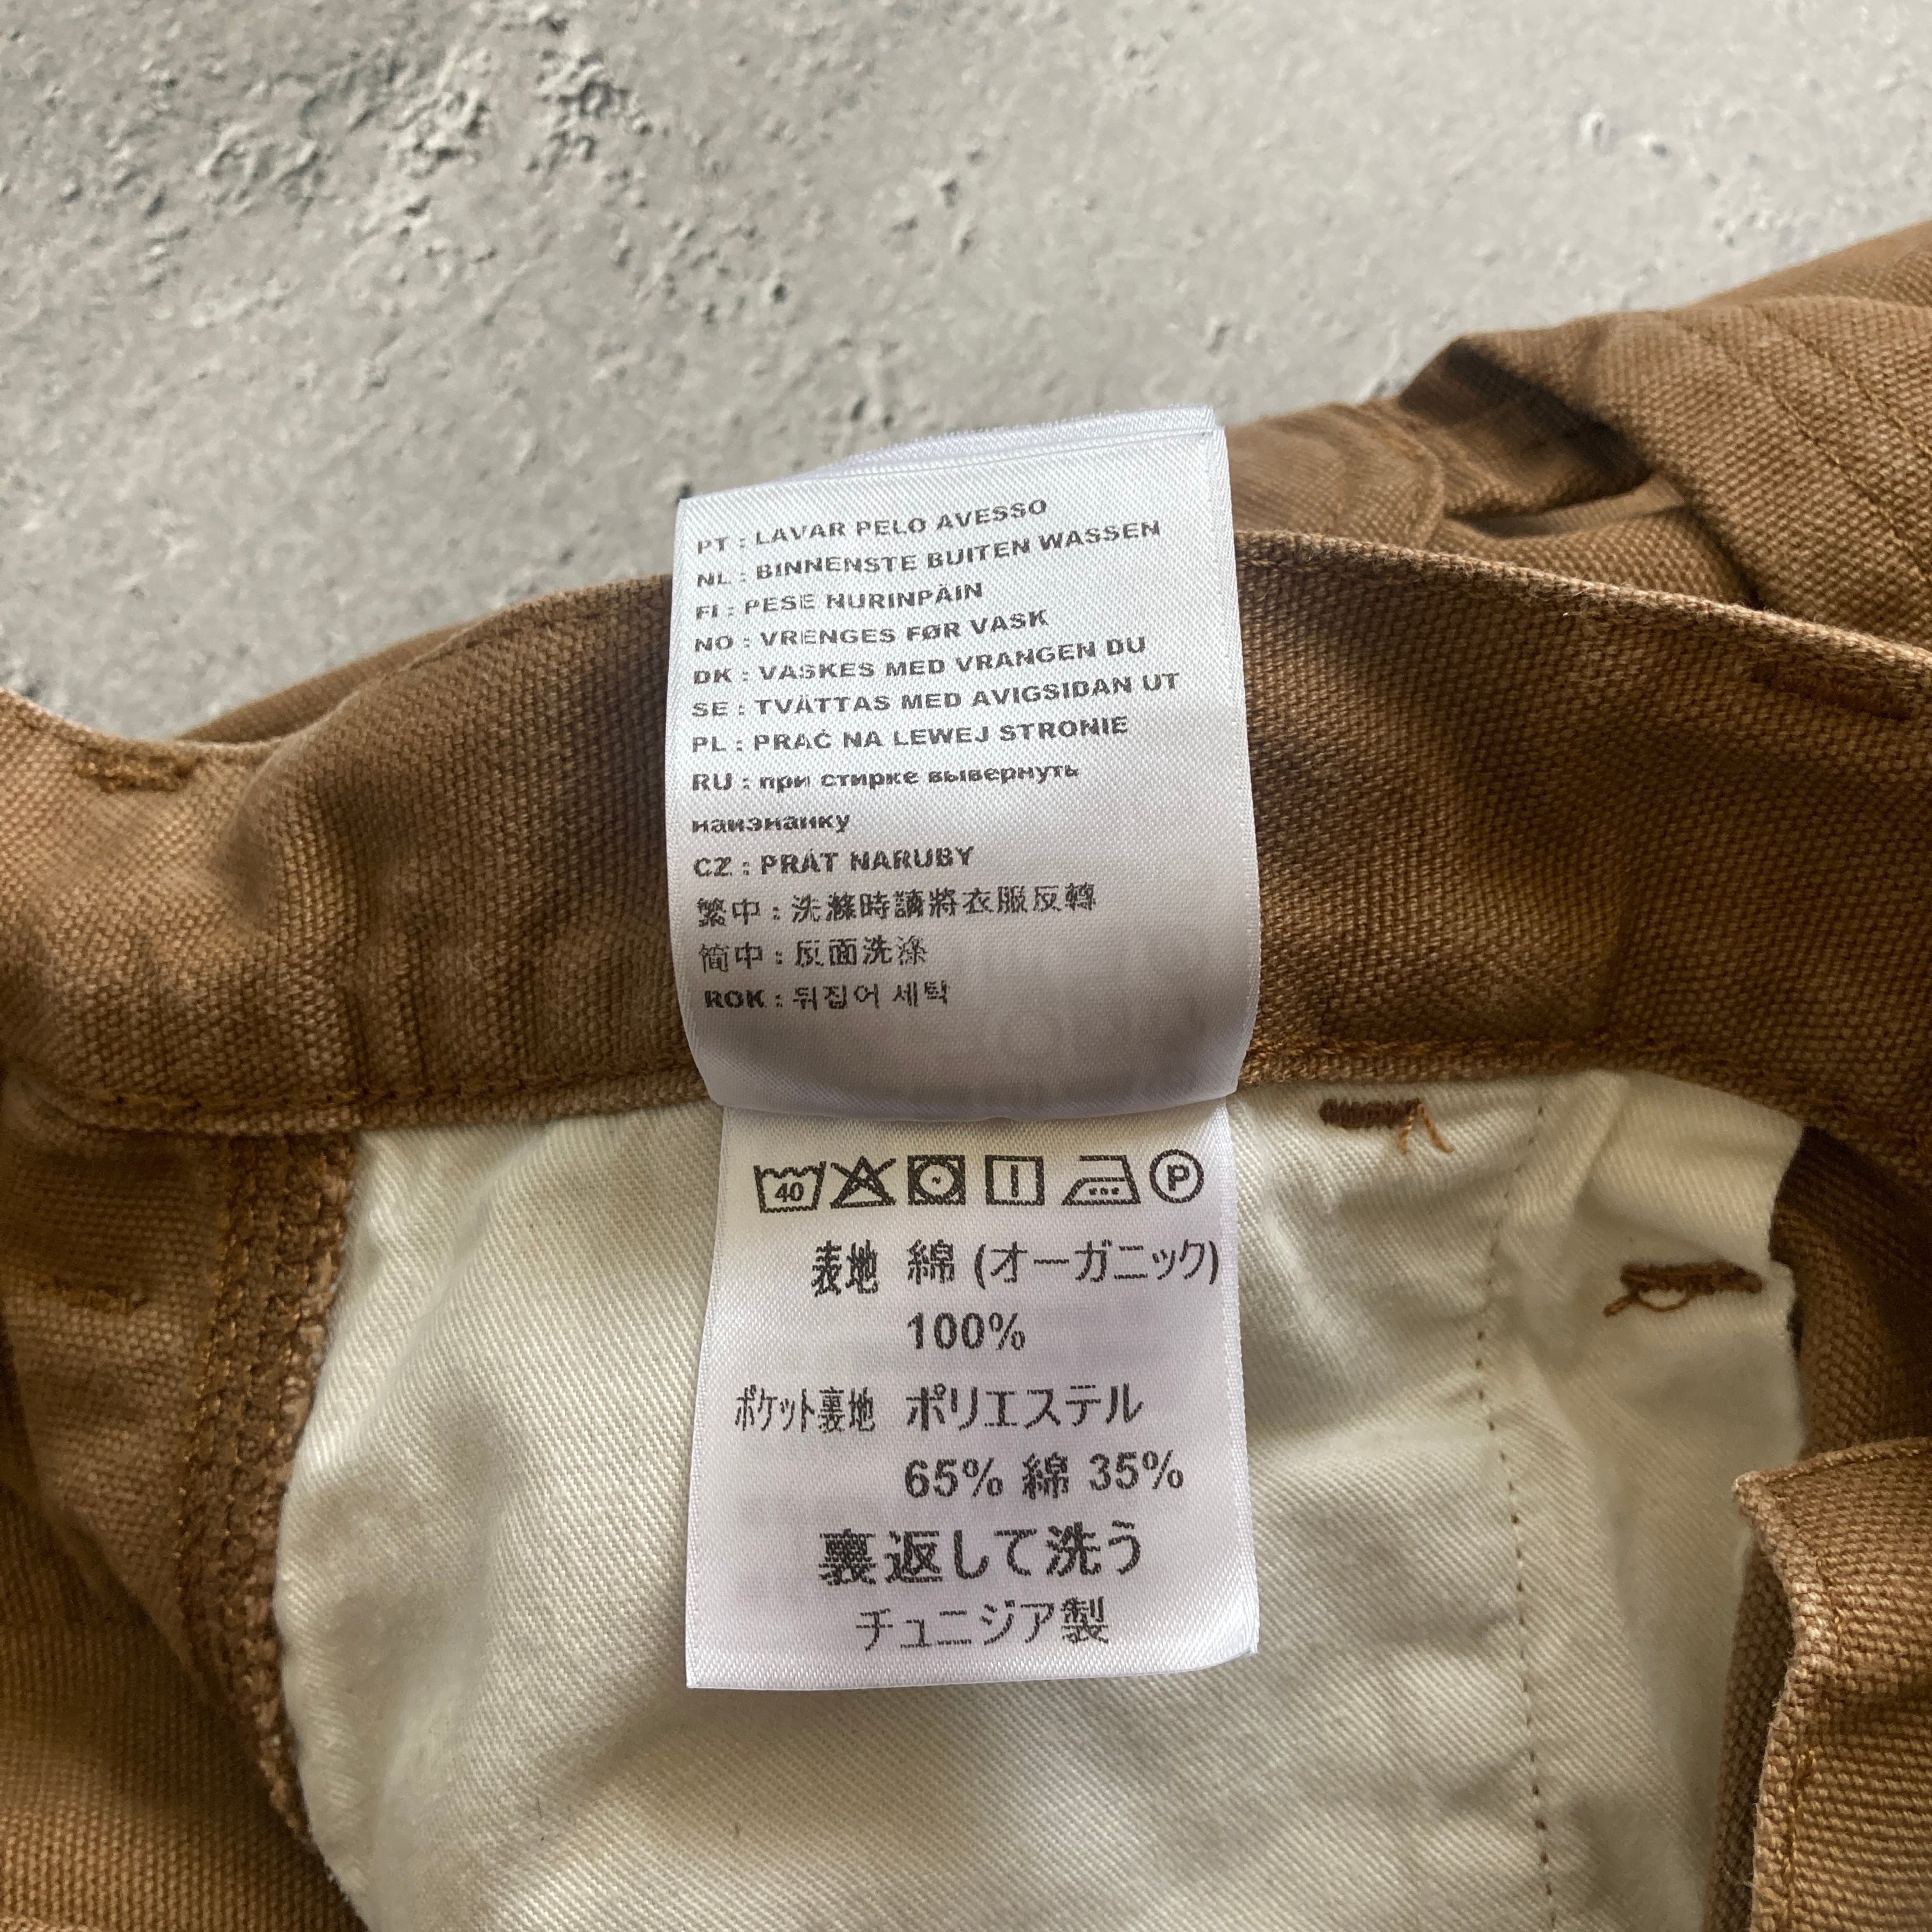 PT : LAVAR PELO AVESSO
NL : BINNENSTE BUITEN WASSEN
FI : PESE NURINPÄIN
NO : VRENGES FØR VASK
DK : VASKES MED VRANGEN DU
SE : TVÄTTAS MED AVIGSIDAN UT
PL : PRAĆ NA LEWEJ STRONIE
RU : при стирке вывернуть
наизнанку
CZ : PRÁT NARUBY
繁中 : 洗滌時請將衣服反轉
简中 : 反面洗涤
ROK : 뒤집어 세탁
40 P
表地 綿 (オーガニック)
100%
ポケット裏地 ポリエステル
65% 綿 35%
裏返して洗う
チュニジア製